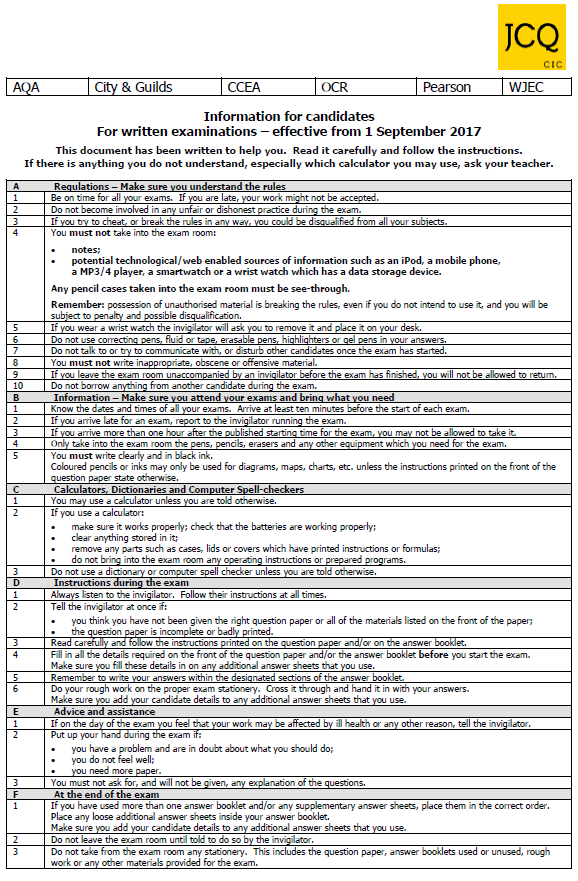 JCQ
CIC
AQA City & Guilds CCEA OCR Pearson WJEC
Information for candidates
For written examinations – effective from 1 September 2017
This document has been written to help you. Read it carefully and follow the instructions.
If there is anything you do not understand, especially which calculator you may use, ask your teacher.
A Regulations – Make sure you understand the rules
1 Be on time for all your exams. If you are late, your work might not be accepted.
2 Do not become involved in any unfair or dishonest practice during the exam.
3 If you try to cheat, or break the rules in any way, you could be disqualified from all your subjects.
4 You must not take into the exam room:
• notes;
• potential technological/web enabled sources of information such as an iPod, a mobile phone,
a MP3/4 player, a smartwatch or a wrist watch which has a data storage device.
Any pencil cases taken into the exam room must be see-through.
Remember: possession of unauthorised material is breaking the rules, even if you do not intend to use it, and you will be
subject to penalty and possible disqualification.
5 If you wear a wrist watch the invigilator will ask you to remove it and place it on your desk.
6 Do not use correcting pens, fluid or tape, erasable pens, highlighters or gel pens in your answers.
7 Do not talk to or try to communicate with, or disturb other candidates once the exam has started.
8 You must not write inappropriate, obscene or offensive material.
9 If you leave the exam room unaccompanied by an invigilator before the exam has finished, you will not be allowed to return.
10 Do not borrow anything from another candidate during the exam.
B Information – Make sure you attend your exams and bring what you need
1 Know the dates and times of all your exams. Arrive at least ten minutes before the start of each exam.
2 If you arrive late for an exam, report to the invigilator running the exam.
3 If you arrive more than one hour after the published starting time for the exam, you may not be allowed to take it.
4 Only take into the exam room the pens, pencils, erasers and any other equipment which you need for the exam.
5 You must write clearly and in black ink.
Coloured pencils or inks may only be used for diagrams, maps, charts, etc. unless the instructions printed on the front of the
question paper state otherwise.
C Calculators, Dictionaries and Computer Spell-checkers
1 You may use a calculator unless you are told otherwise.
2 If you use a calculator:
• make sure it works properly; check that the batteries are working properly;
• clear anything stored in it;
• remove any parts such as cases, lids or covers which have printed instructions or formulas;
• do not bring into the exam room any operating instructions or prepared programs.
3 Do not use a dictionary or computer spell checker unless you are told otherwise.
D Instructions during the exam
1 Always listen to the invigilator. Follow their instructions at all times.
2 Tell the invigilator at once if:
• you think you have not been given the right question paper or all of the materials listed on the front of the paper;
• the question paper is incomplete or badly printed.
3 Read carefully and follow the instructions printed on the question paper and/or on the answer booklet.
4 Fill in all the details required on the front of the question paper and/or the answer booklet before you start the exam.
Make sure you fill these details in on any additional answer sheets that you use.
5 Remember to write your answers within the designated sections of the answer booklet.
6 Do your rough work on the proper exam stationery. Cross it through and hand it in with your answers.
Make sure you add your candidate details to any additional answer sheets that you use.
E Advice and assistance
1 If on the day of the exam you feel that your work may be affected by ill health or any other reason, tell the invigilator.
2 Put up your hand during the exam if:
• you have a problem and are in doubt about what you should do;
• you do not feel well;
• you need more paper.
3 You must not ask for, and will not be given, any explanation of the questions.
F At the end of the exam
1 If you have used more than one answer booklet and/or any supplementary answer sheets, place them in the correct order.
Place any loose additional answer sheets inside your answer booklet.
Make sure you add your candidate details to any additional answer sheets that you use.
2 Do not leave the exam room until told to do so by the invigilator.
3 Do not take from the exam room any stationery. This includes the question paper, answer booklets used or unused, rough
work or any other materials provided for the exam.